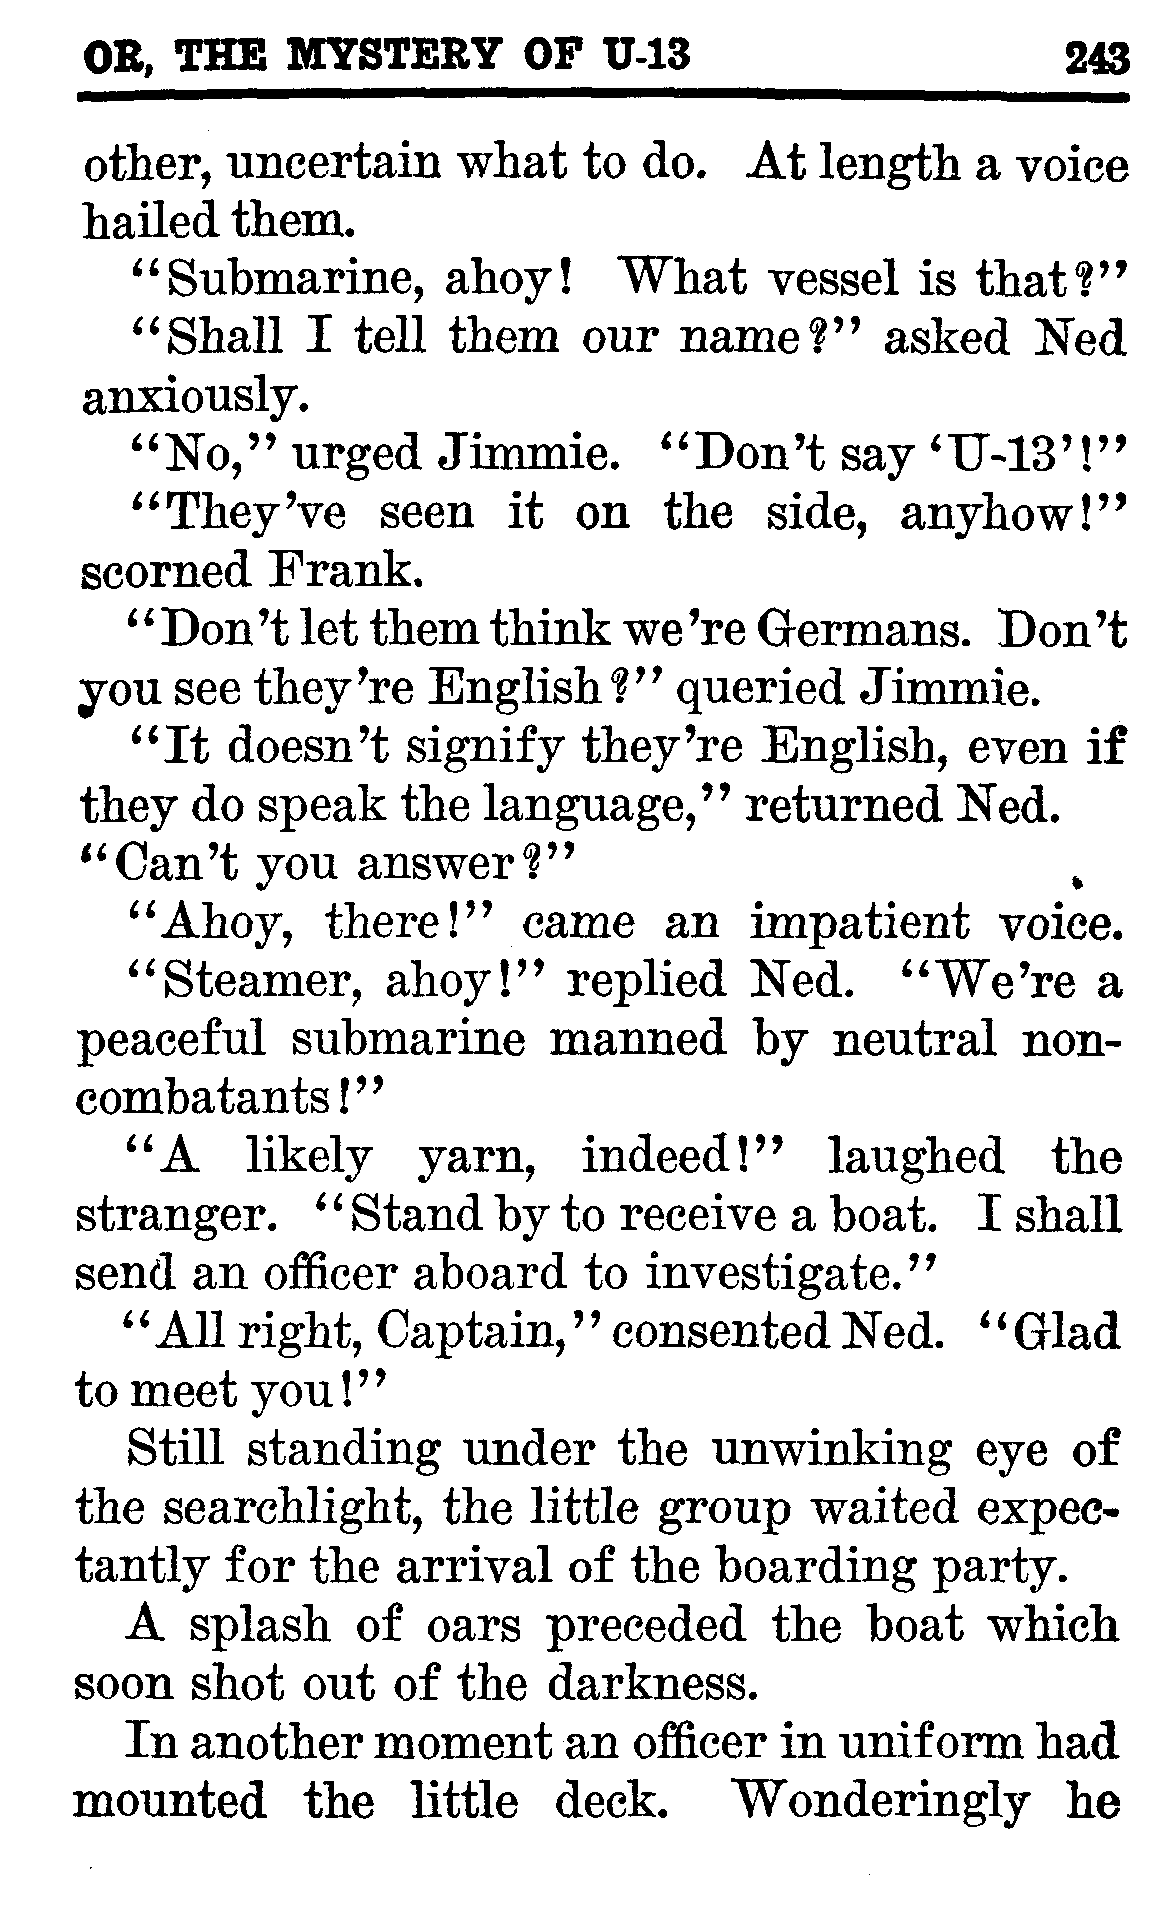 OR, THE MYSTERY OF U-13 243
other, uncertain what to do. At length a voice
hailed them.
"Submarine, ahoy! What vessel is that?"
"Shall I tell them our name?" asked Ned
anxiously.
"No," urged Jimmie. "Don't say 'U-13'!"
"They've seen it on the side, anyhow!"
scorned Frank.
"Don't let them think we're Germans. Don't
you see they're English?" queried Jimmie.
"It doesn't signify they're English, even if
they do speak the language," returned Ned.
"Can't you answer?"
"Ahoy, there!" came an impatient voice.
"Steamer, ahoy!" replied Ned. "We're a
peaceful submarine manned by neutral non-
combatants!"
"A likely yarn, indeed!" laughed the
stranger. "Stand by to receive a boat. I shall
send an officer aboard to investigate."
"All right, Captain," consented Ned. "Glad
to meet you!"
Still standing under the unwinking eye of
the searchlight, the little group waited expec-
tantly for the arrival of the boarding party.
A splash of oars preceded the boat which
soon shot out of the darkness.
In another moment an officer in uniform had
mounted the little deck. Wonderingly he